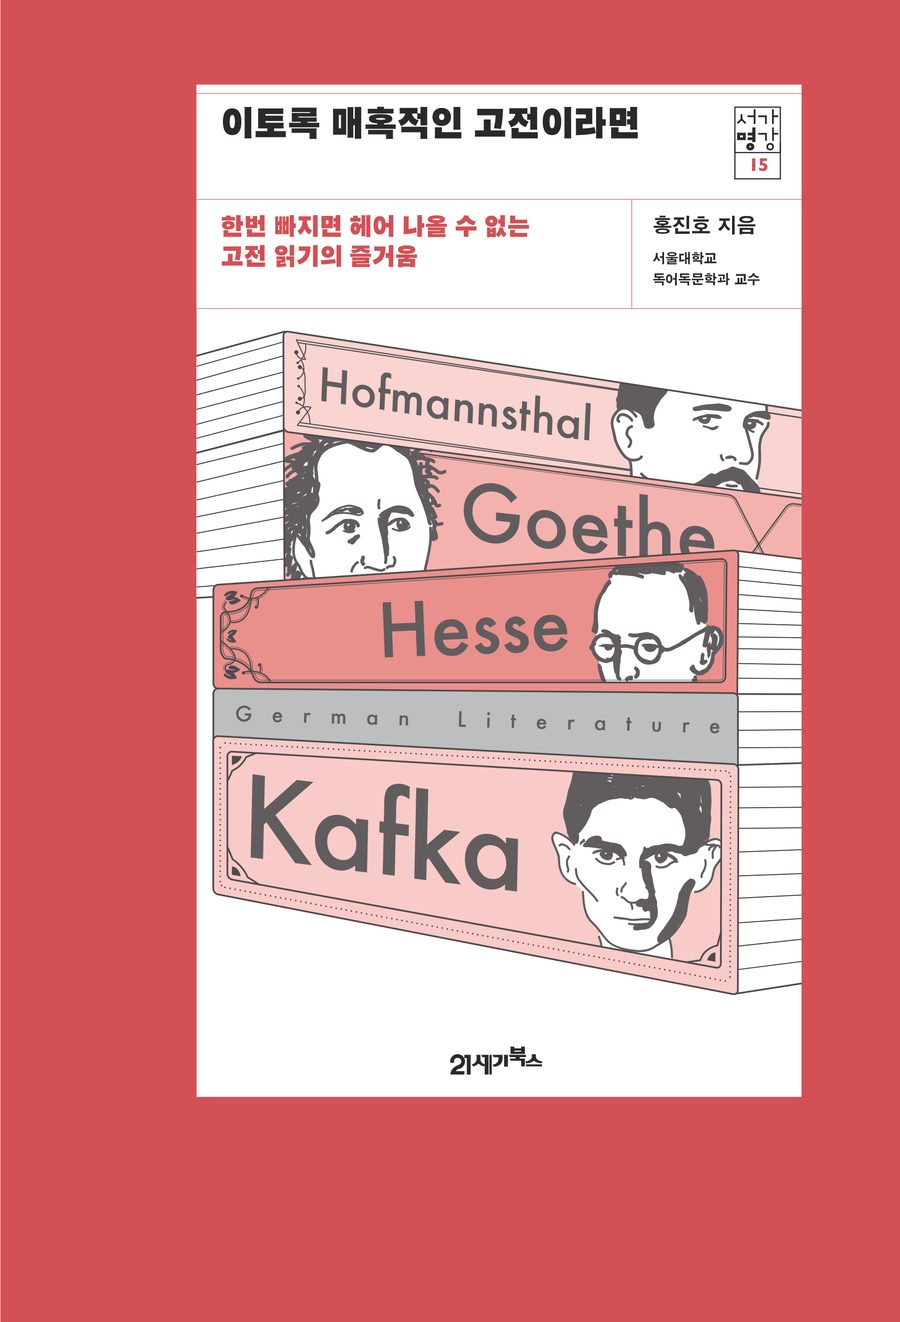 이토록 매혹적인 고전이라면
서가
명강
15
한번 빠지면 헤어 나올 수 없는
고전 읽기의 즐거움
홍진호 지음
서울대학교
독어독문학과 교수
Hofmannsthal
Goethe
Hesse
German Literature
Kafka
21세기북스